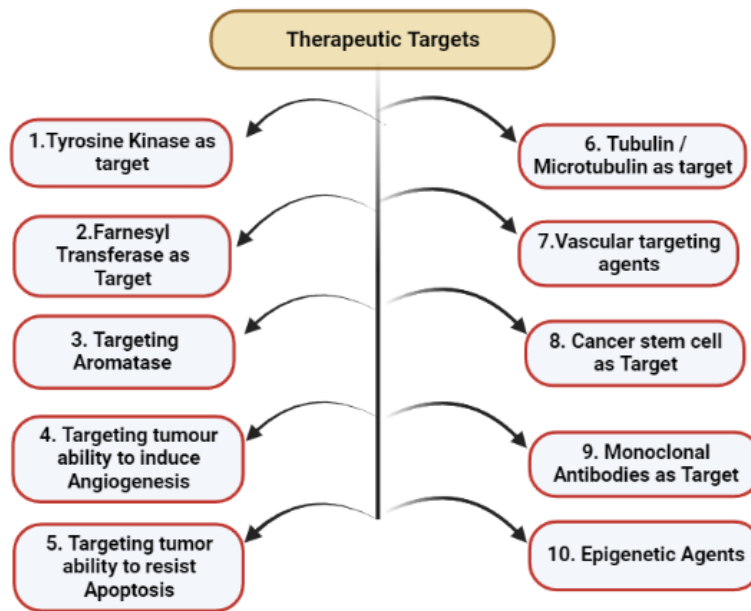 Therapeutic Targets
1.Tyrosine Kinase as
target
2.Farnesyl
Transferase as
Target
3. Targeting
Aromatase
4. Targeting tumour
ability to induce
Angiogenesis
5. Targeting tumor
ability to resist
Apoptosis
6. Tubulin /
Microtubulin as target
7.Vascular targeting
agents
8. Cancer stem cell
as Target
9. Monoclonal
Antibodies as Target
10. Epigenetic Agents